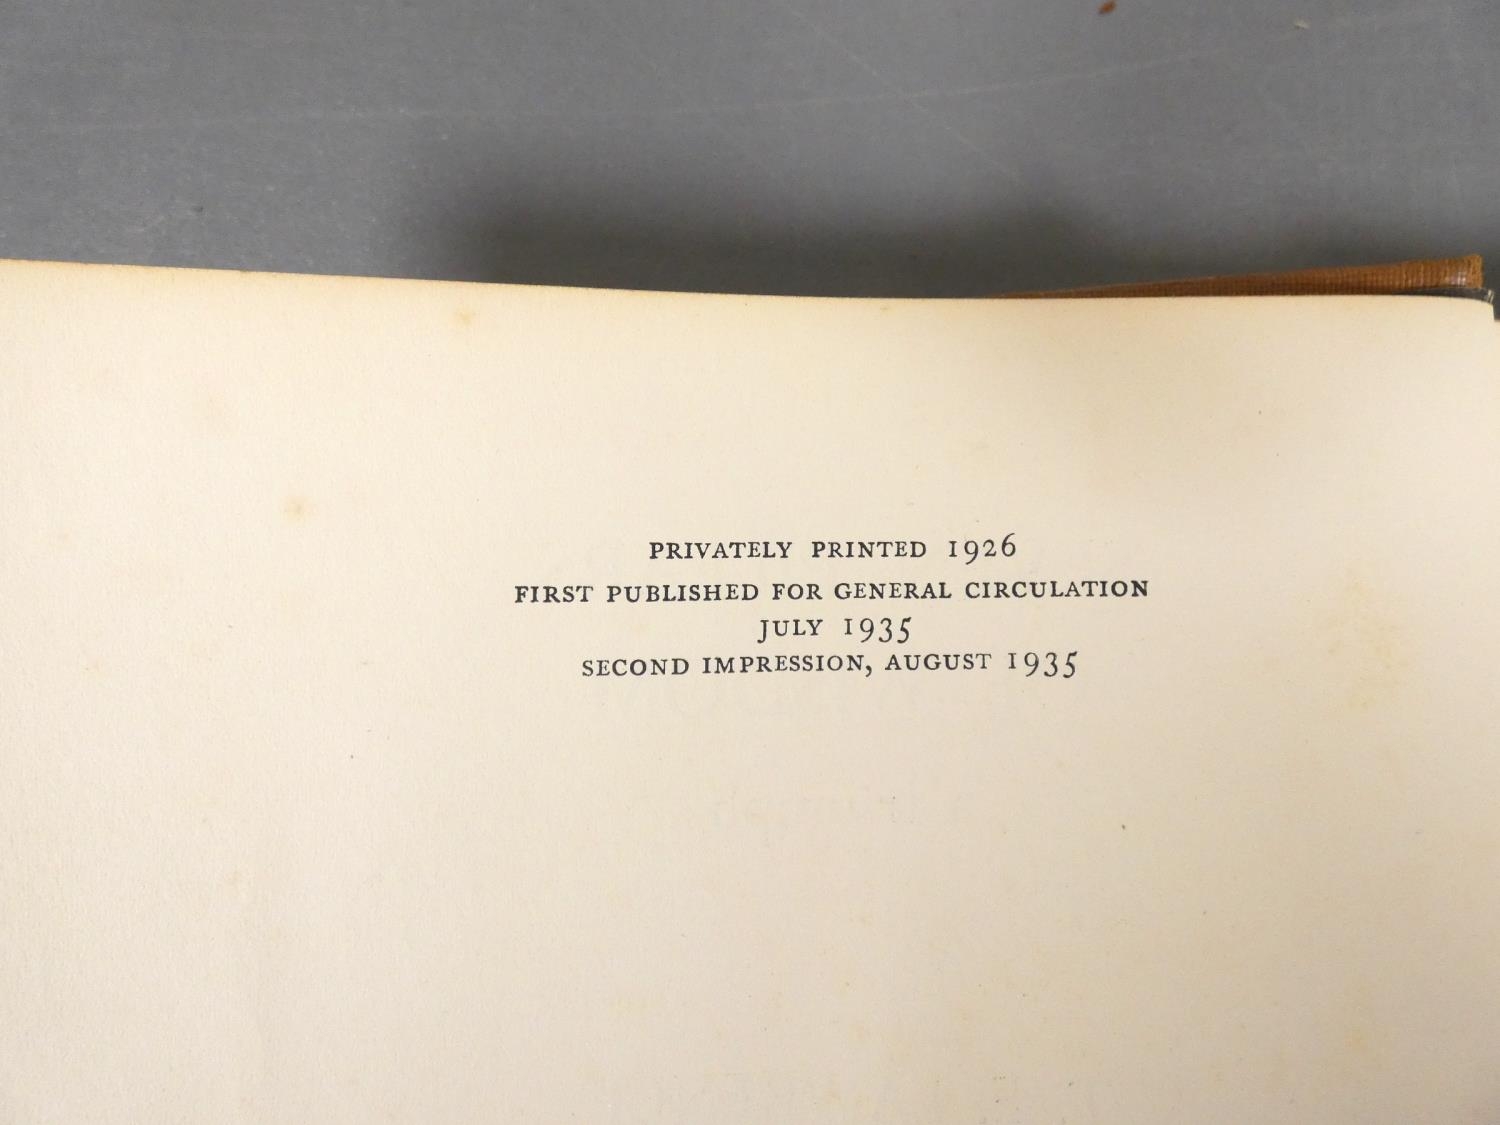 PRIVATELY PRINTED 1926
FIRST PUBLISHED FOR GENERAL CIRCULATION
JULY 1935
SECOND IMPRESSION, AUGUST 1935